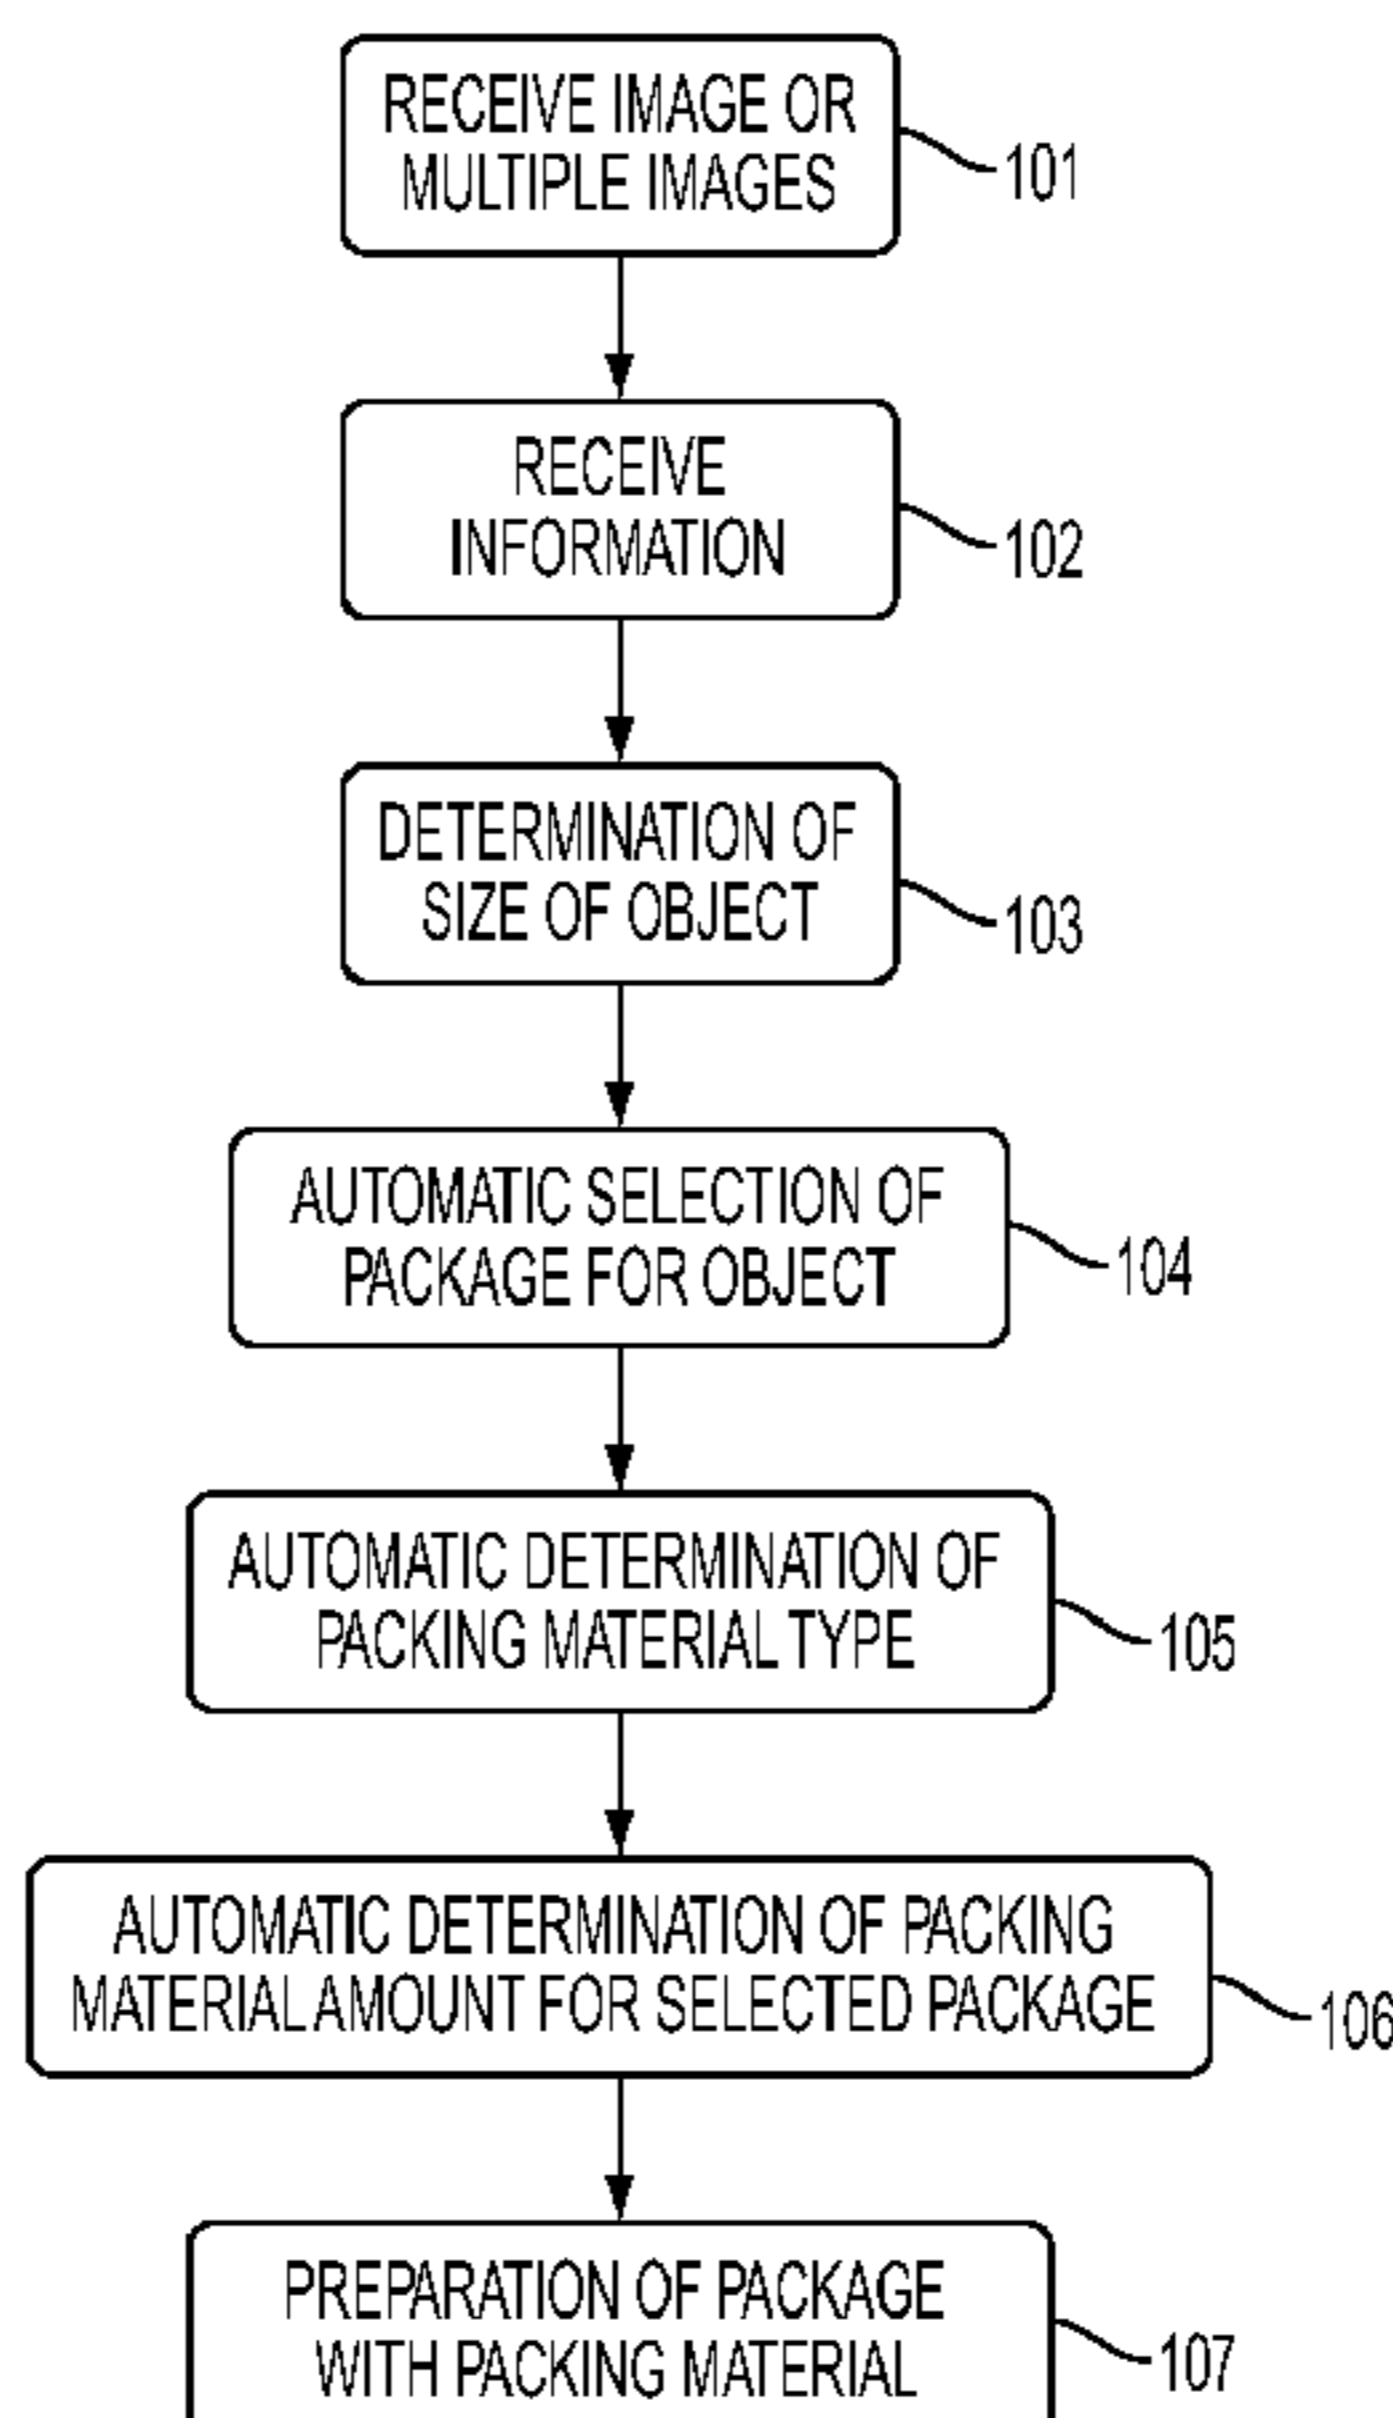 RECEIVE IMAGE OR
MULTIPLE IMAGES
101
RECEIVE
INFORMATION
102
DETERMINATION OF
SIZE OF OBJECT
103
AUTOMATIC SELECTION OF
PACKAGE FOR OBJECT
104
AUTOMATIC DETERMINATION OF
PACKING MATERIAL TYPE
105
AUTOMATIC DETERMINATION OF PACKING
MATERIAL AMOUNT FOR SELECTED PACKAGE
106
PREPARATION OF PACKAGE
WITH PACKING MATERIAL
107